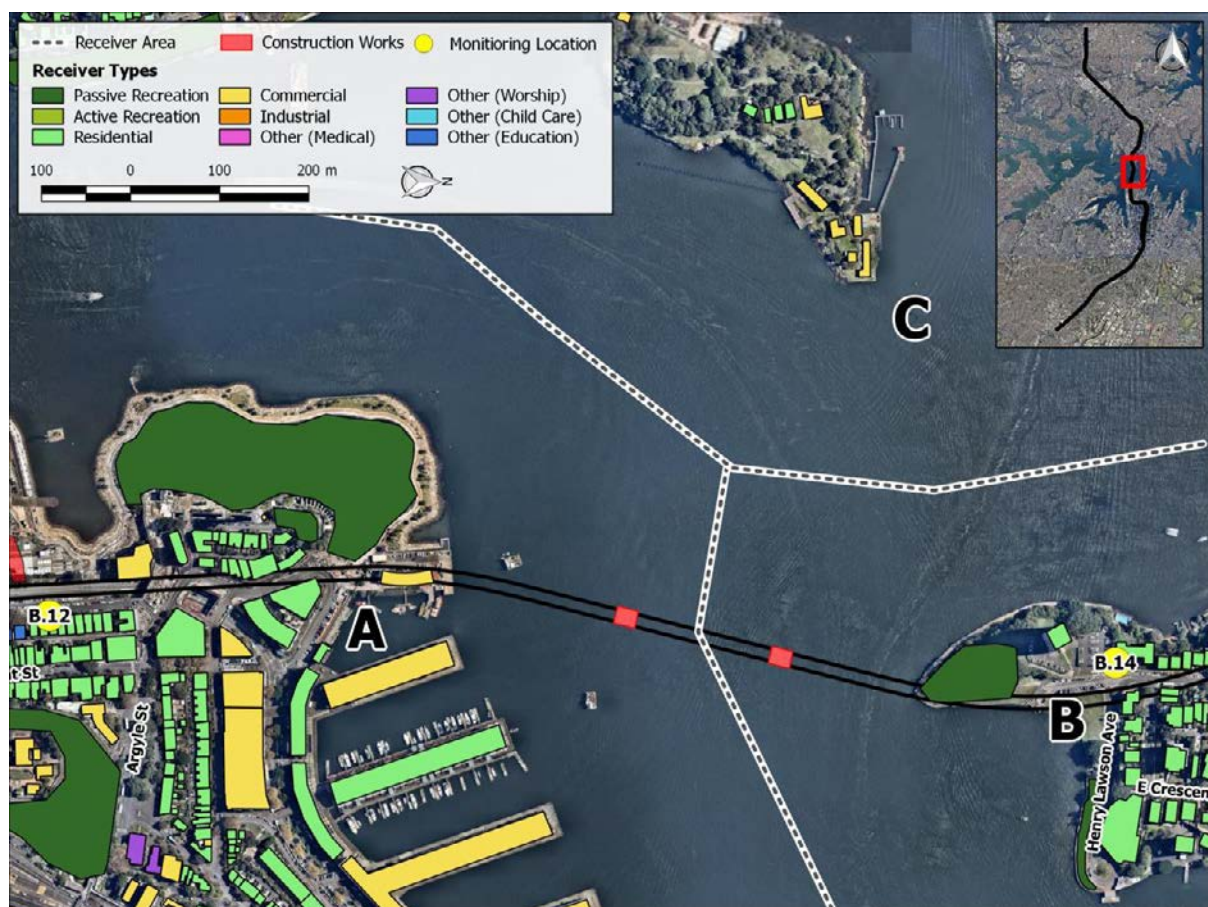 Receiver Area Construction Works Monitoring Location
Receiver Types
Passive Recreation Commercial Other (Worship)
Active Recreation Industrial Other (Child Care)
Residential Other (Medical) Other (Education)
100 0 100 200 m
N
C
B.12
A
B.14
B
t St
Argyle St
Henry Lawson Ave
E Crescen